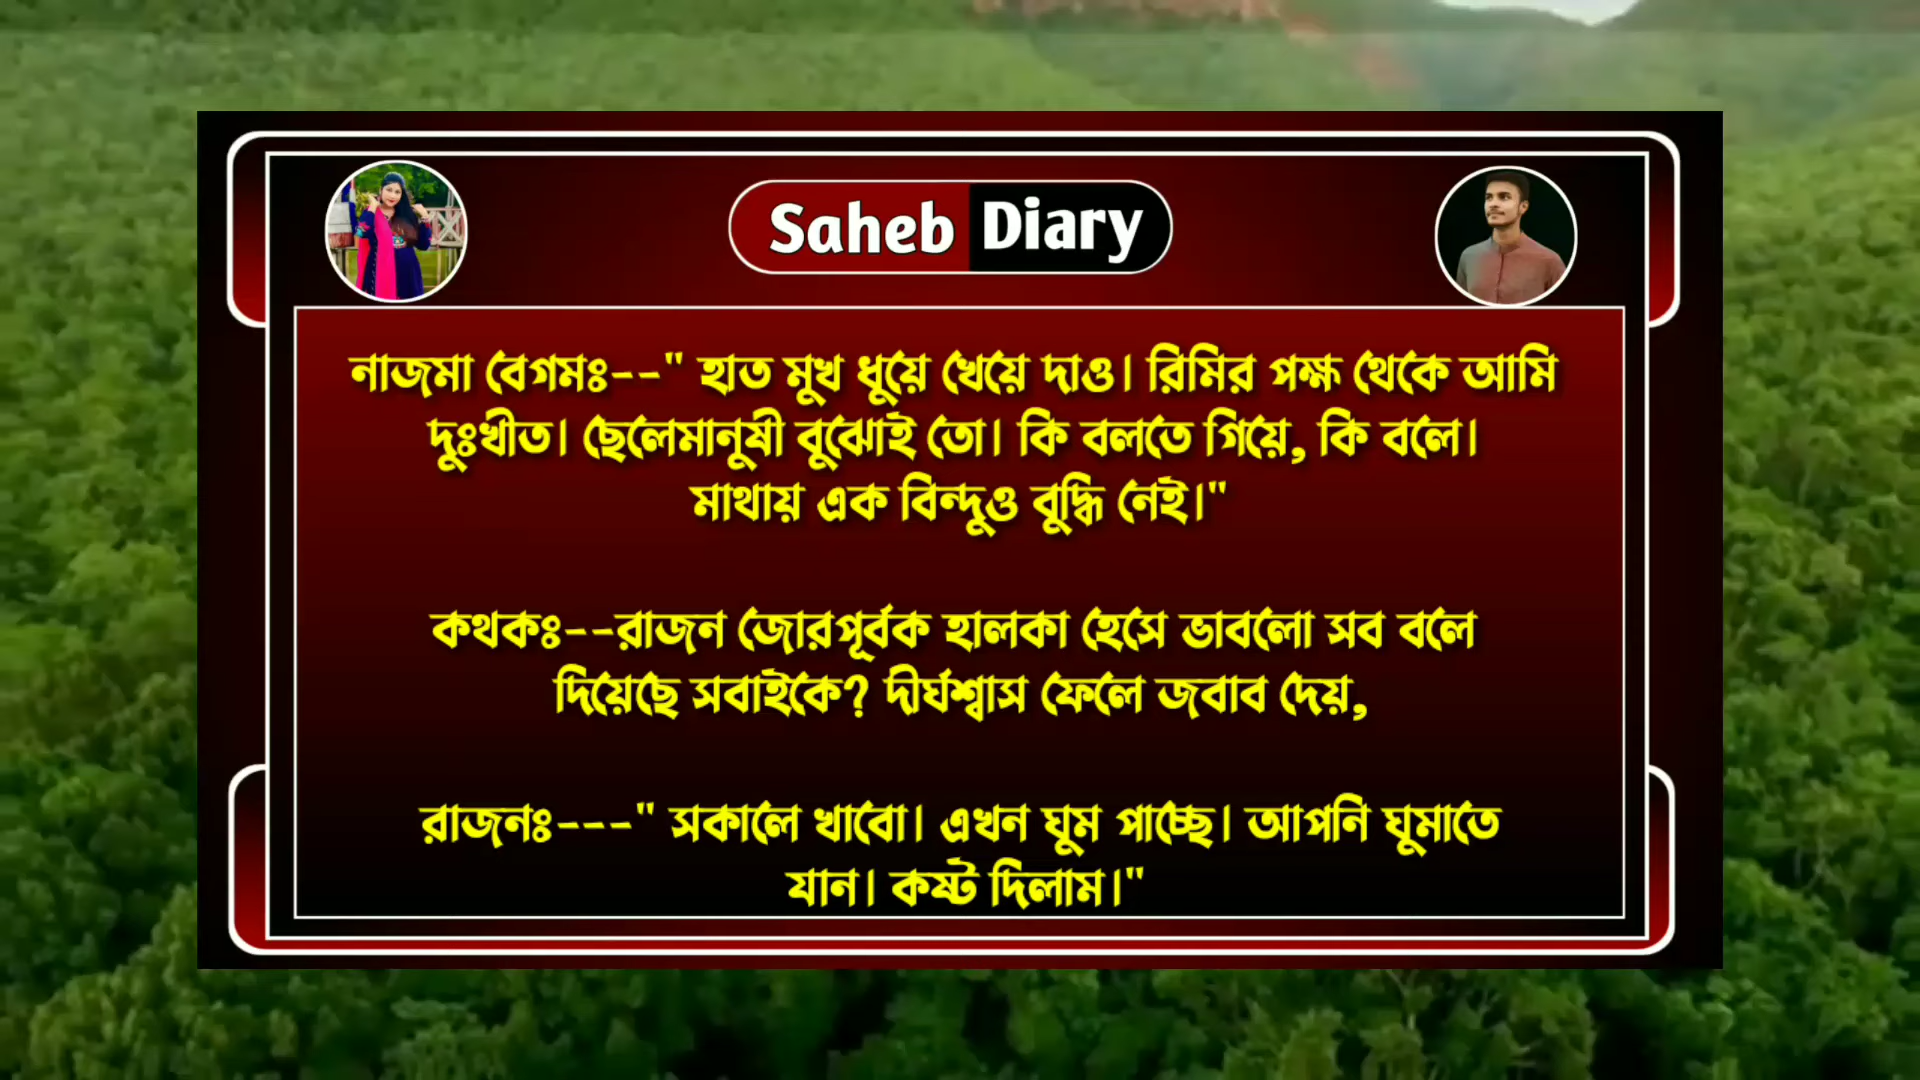 Saheb Diary
নাজমা বেগমঃ--" হাত মুখ ধুয়ে খেয়ে দাও। রিমির পক্ষ থেকে আমি
দুঃখীত। ছেলেমানুষী বুঝোই তো। কি বলতে গিয়ে, কি বলে।
মাথায় এক বিন্দুও বুদ্ধি নেই।"
কথকঃ--রাজন জোরপূর্বক হালকা হেসে ভাবলো সব বলে
দিয়েছে সবাইকে? দীর্ঘশ্বাস ফেলে জবাব দেয়,
রাজনঃ---" সকালে খাবো। এখন ঘুম পাচ্ছে। আপনি ঘুমাতে
যান। কষ্ট দিলাম।"